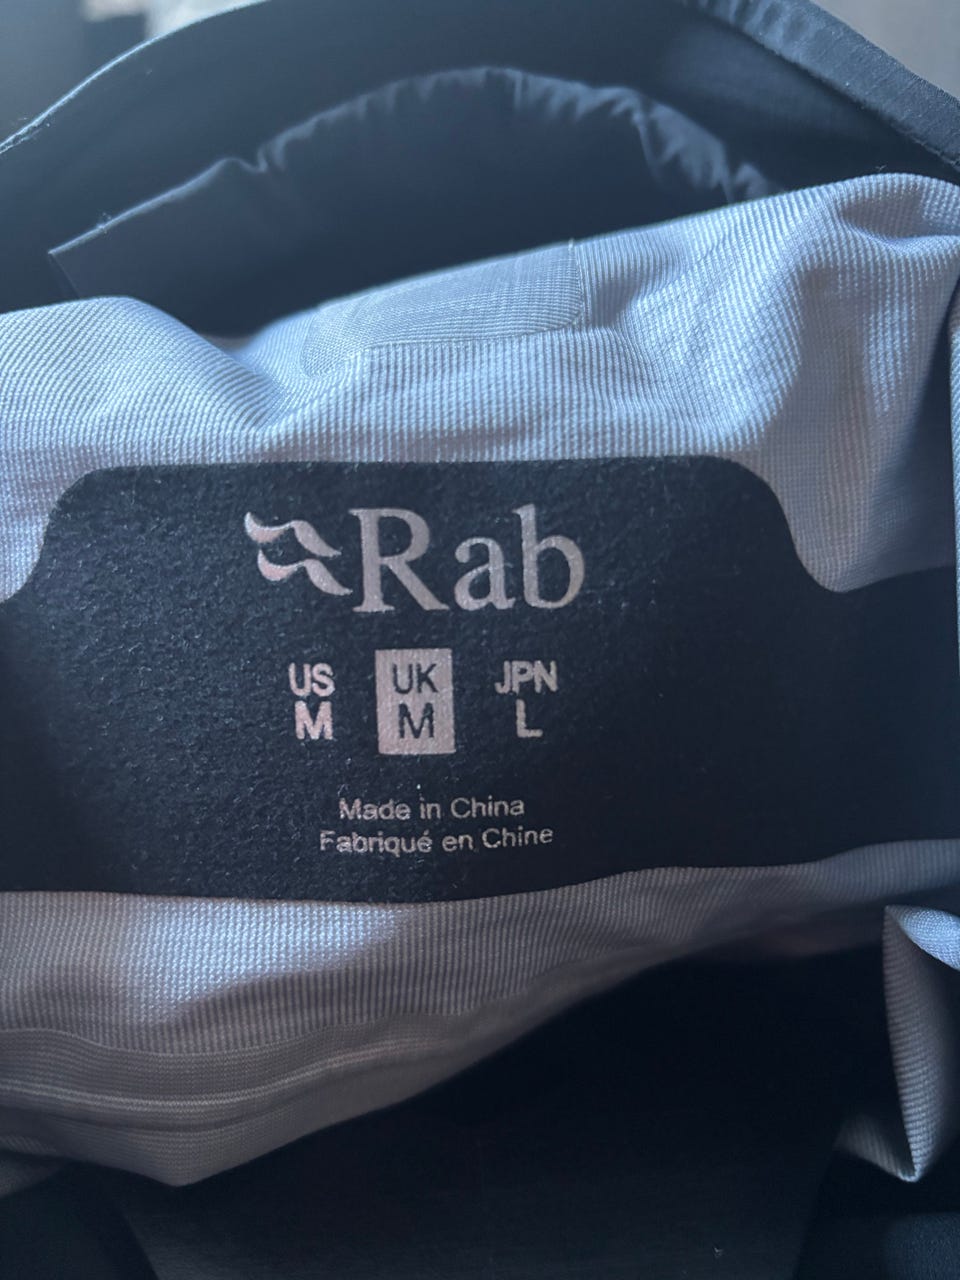 Rab
US UK JPN
M M L
Made in China
Fabriqué en Chine